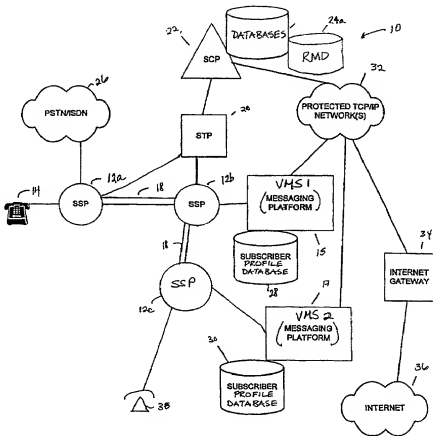 22
DATABASES
24a
10
RMD
26
SCP
32
PSTN/ISDN
PROTECTED TCP/IP
NETWORK(S)
20
STP
12a
12b
14
SSP
18
SSP
VMS 1
(MESSAGING
PLATFORM)
34
18
15
SUBSCRIBER
PROFILE
DATABASE
28
17
INTERNET
GATEWAY
SSP
12c
VMS 2
(MESSAGING
PLATFORM)
30
36
SUBSCRIBER
PROFILE
DATABASE
INTERNET
38